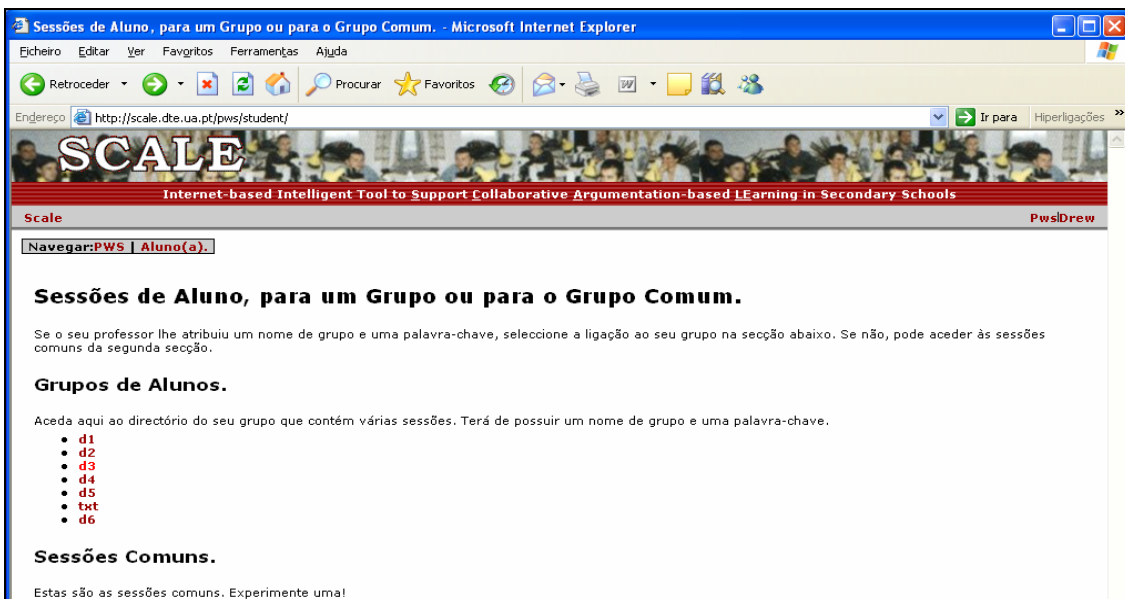 Sessões de Aluno, para um Grupo ou para o Grupo Comum. - Microsoft Internet Explorer
Ficheiro Editar Ver Favoritos Ferramentas Ajuda
Retroceder Procurar Favoritos
Endereço http://scale.dte.ua.pt/pws/student/ Ir para Hiperligações »
SCALE
Internet-based Intelligent Tool to Support Collaborative Argumentation-based LEarning in Secondary Schools
Scale Pws|Drew
Navegar:PWS | Aluno(a).
Sessões de Aluno, para um Grupo ou para o Grupo Comum.
Se o seu professor lhe atribuiu um nome de grupo e uma palavra-chave, seleccione a ligação ao seu grupo na secção abaixo. Se não, pode aceder às sessões
comuns da segunda secção.
Grupos de Alunos.
Aceda aqui ao directório do seu grupo que contém várias sessões. Terá de possuir um nome de grupo e uma palavra-chave.
• d1
• d2
• d3
• d4
• d5
• txt
• d6
Sessões Comuns.
Estas são as sessões comuns. Experimente uma!